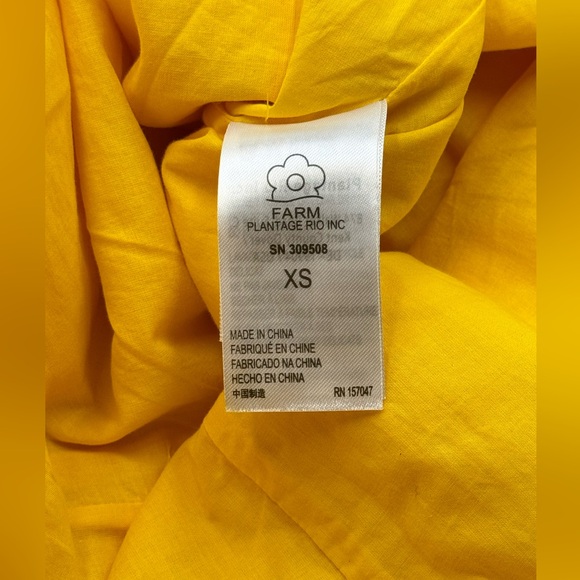 FARM
PLANTAGE RIO INC
SN 309508
XS
MADE IN CHINA
FABRIQUÉ EN CHINE
FABRICADO NA CHINA
HECHO EN CHINA
中国制造 RN 157047